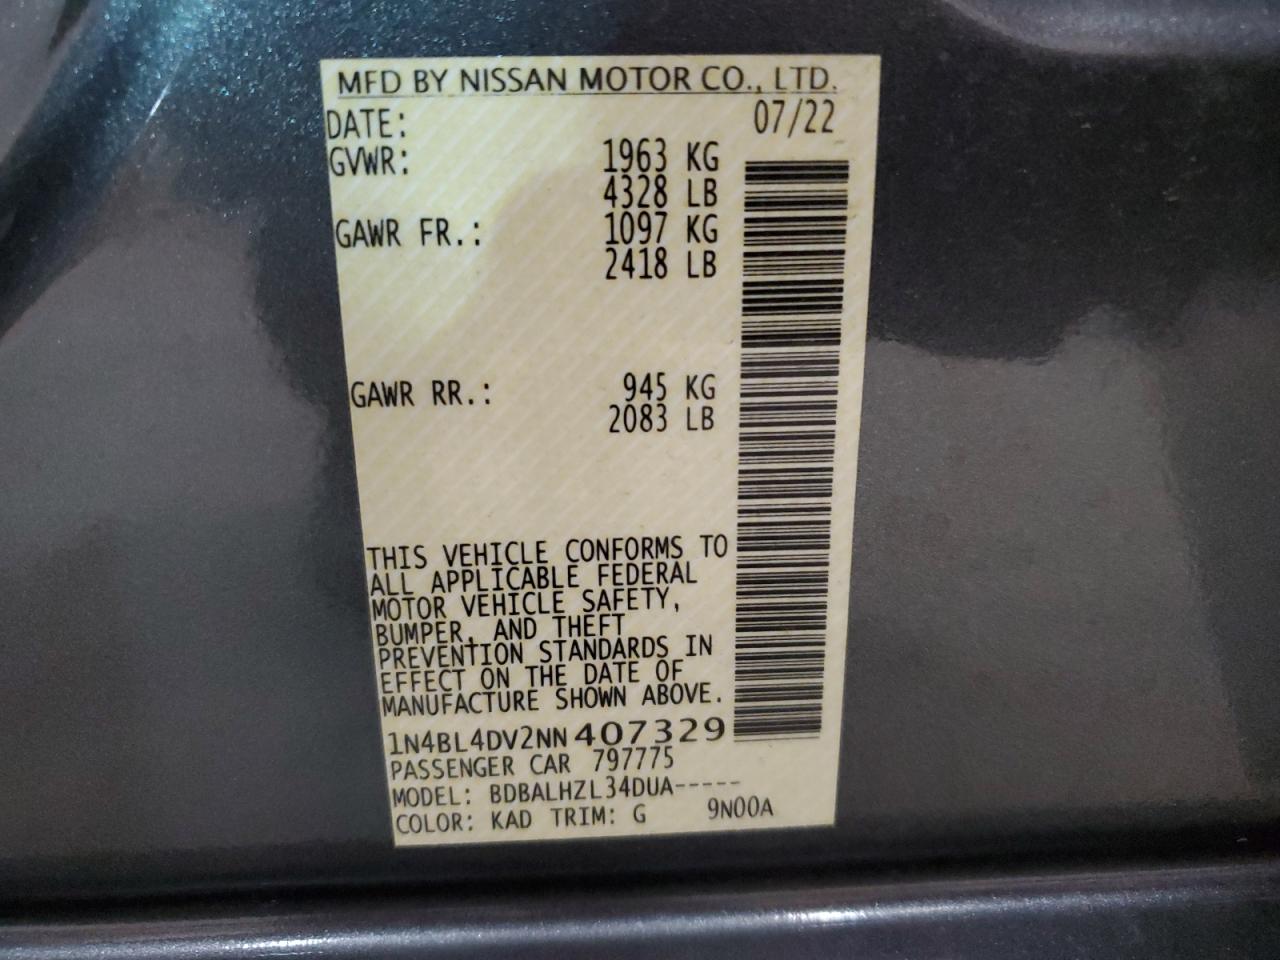 MFD BY NISSAN MOTOR CO., LTD.
DATE: 07/22
GVWR: 1963 KG
4328 LB
GAWR FR.: 1097 KG
2418 LB
GAWR RR.: 945 KG
2083 LB
THIS VEHICLE CONFORMS TO
ALL APPLICABLE FEDERAL
MOTOR VEHICLE SAFETY,
BUMPER, AND THEFT
PREVENTION STANDARDS IN
EFFECT ON THE DATE OF
MANUFACTURE SHOWN ABOVE.
1N4BL4DV2NN407329
PASSENGER CAR 797775
MODEL: BDBALHZL34DUA-----
COLOR: KAD TRIM: G 9N00A